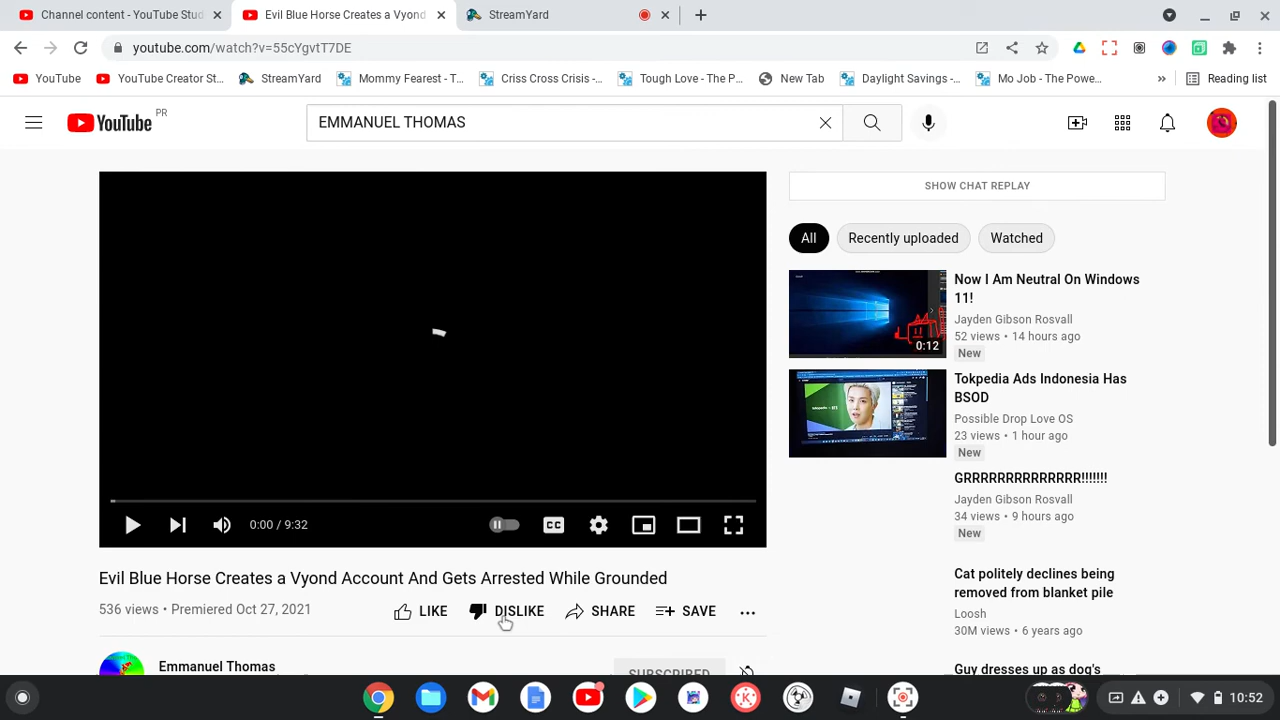 Channel content - YouTube Stud
Evil Blue Horse Creates a Vyond
StreamYard
youtube.com/watch?v=55cYgvtT7DE
YouTube
YouTube Creator St...
StreamYard
Mommy Fearest - T...
Criss Cross Crisis -...
Tough Love - The P...
New Tab
Daylight Savings -...
Mo Job - The Powe...
»
Reading list
YouTube PR
EMMANUEL THOMAS
SHOW CHAT REPLAY
All
Recently uploaded
Watched
Now I Am Neutral On Windows
11!
Jayden Gibson Rosvall
52 views • 14 hours ago
New
0:12
Tokpedia Ads Indonesia Has
BSOD
Possible Drop Love OS
23 views • 1 hour ago
New
GRRRRRRRRRRRRRR!!!!!!!
Jayden Gibson Rosvall
34 views • 9 hours ago
New
Cat politely declines being
removed from blanket pile
Loosh
30M views • 6 years ago
Guy dresses up as dog's
0:00 / 9:32
CC
Evil Blue Horse Creates a Vyond Account And Gets Arrested While Grounded
536 views • Premiered Oct 27, 2021
LIKE
DISLIKE
SHARE
SAVE
Emmanuel Thomas
SUBSCRIBED
10:52